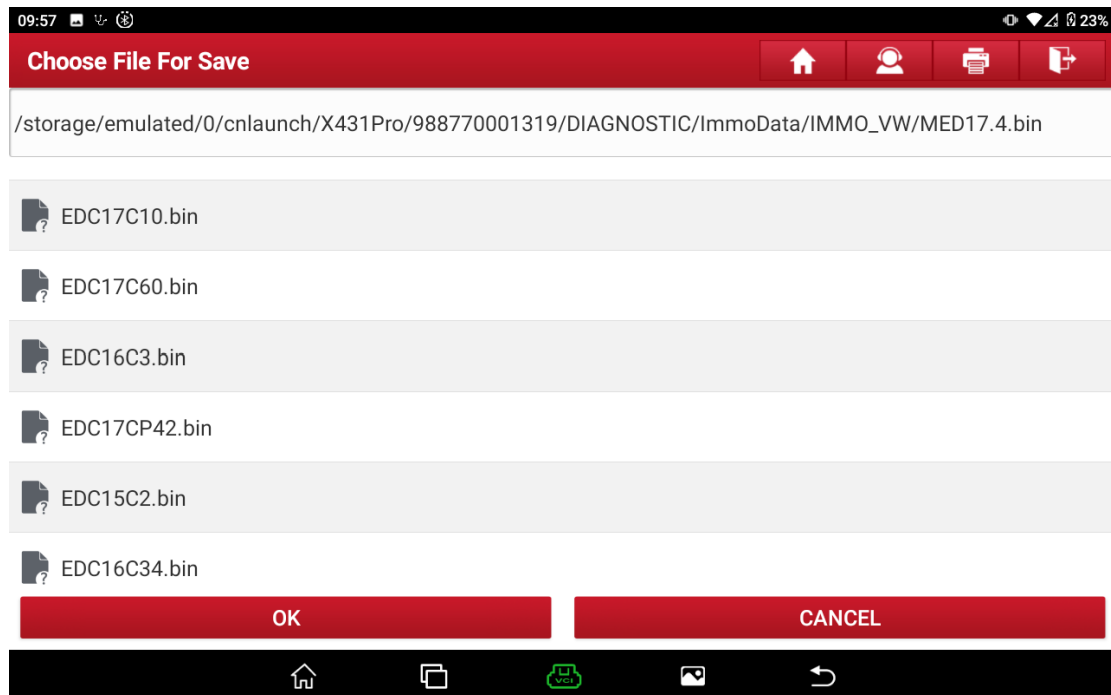 09:57
23%
Choose File For Save
/storage/emulated/0/cnlaunch/X431Pro/988770001319/DIAGNOSTIC/ImmoData/IMMO_VW/MED17.4.bin
EDC17C10.bin
EDC17C60.bin
EDC16C3.bin
EDC17CP42.bin
EDC15C2.bin
EDC16C34.bin
OK
CANCEL
VCI